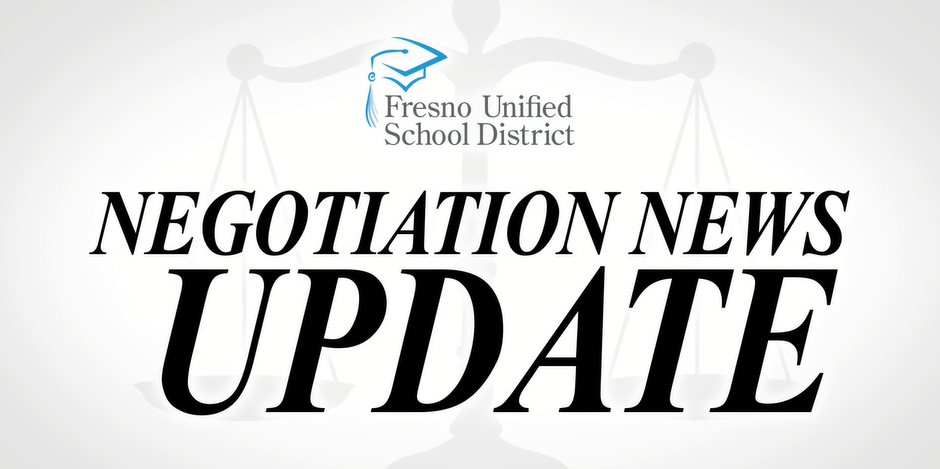 Fresno Unified
School District
NEGOTIATION NEWS
UPDATE